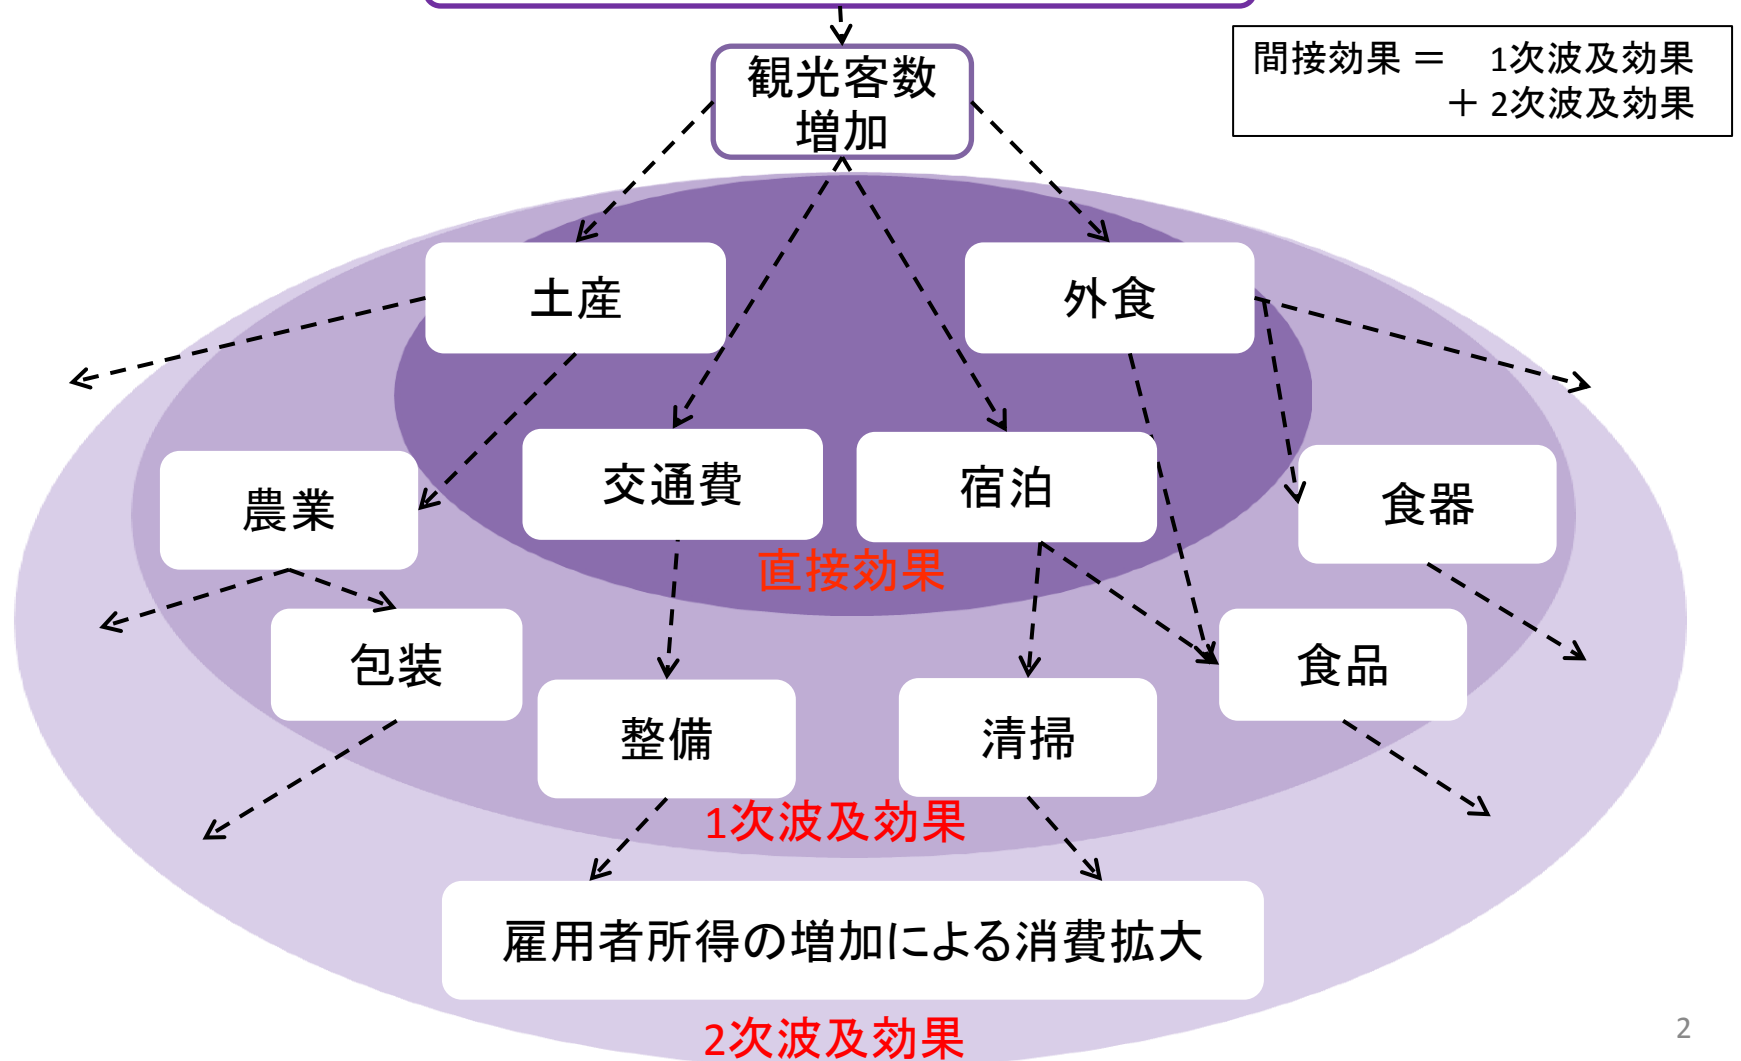 間接効果 ＝ 1次波及効果
＋ 2次波及効果
観光客数
増加
土産
外食
交通費
宿泊
農業
食器
直接効果
包装
食品
整備
清掃
1次波及効果
雇用者所得の増加による消費拡大
2次波及効果
2